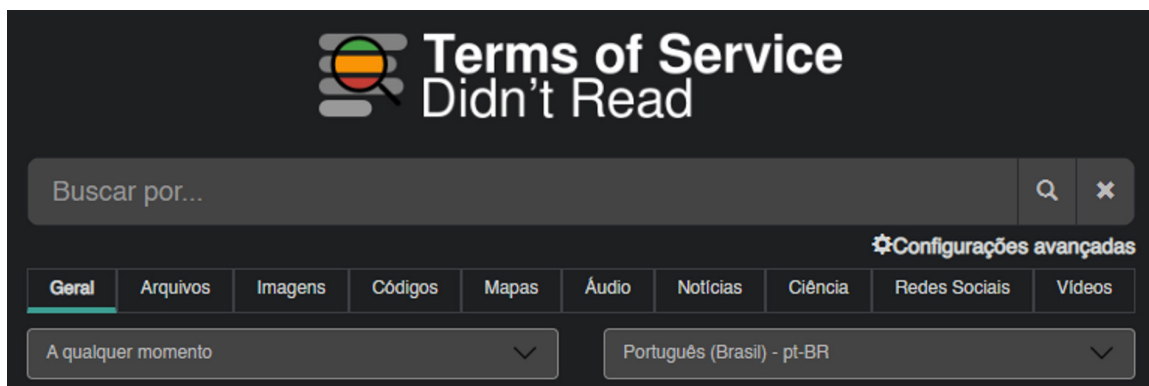 Terms of Service
Didn't Read
Buscar por...
Configurações avançadas
Geral Arquivos Imagens Códigos Mapas Áudio Notícias Ciência Redes Sociais Vídeos
A qualquer momento Português (Brasil) - pt-BR